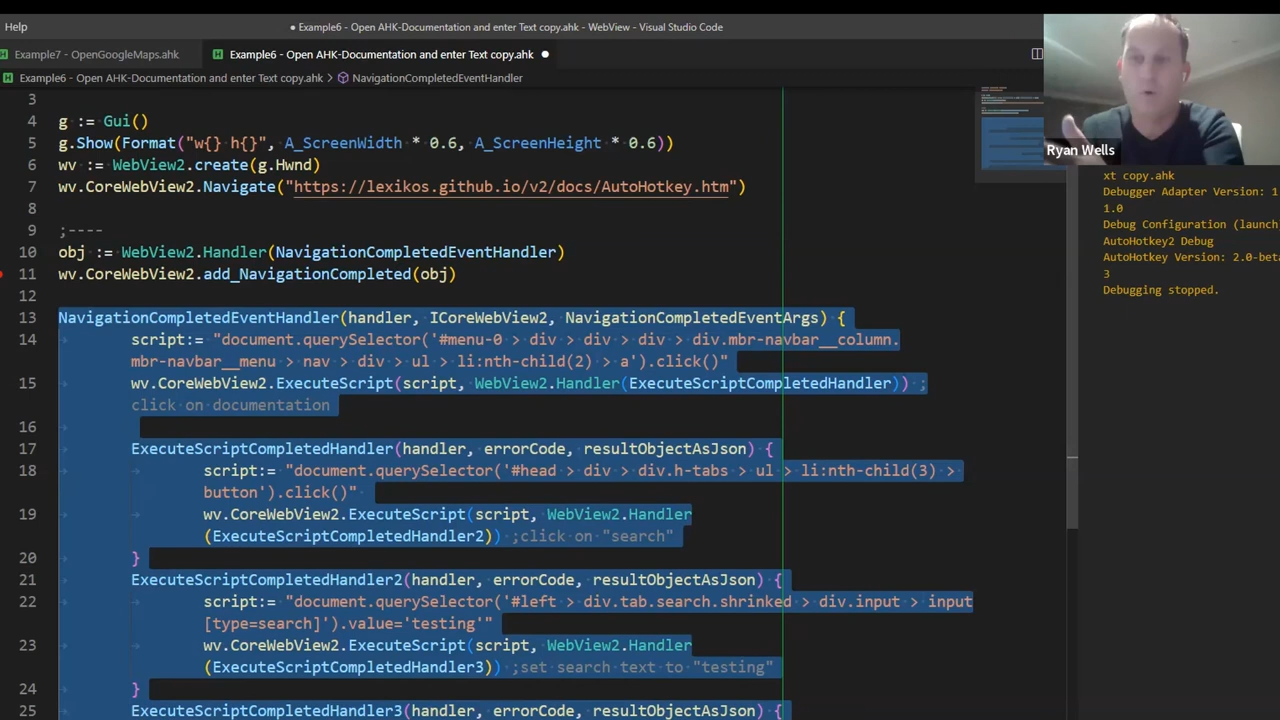 Help
● Example6 - Open AHK-Documentation and enter Text copy.ahk - WebView - Visual Studio Code
Example7 - OpenGoogleMaps.ahk
Example6 - Open AHK-Documentation and enter Text copy.ahk ●
Example6 - Open AHK-Documentation and enter Text copy.ahk > NavigationCompletedEventHandler
3
4 g := Gui()
5 g.Show(Format("w{} h{}", A_ScreenWidth * 0.6, A_ScreenHeight * 0.6))
6 wv := WebView2.create(g.Hwnd)
7 wv.CoreWebView2.Navigate("https://lexikos.github.io/v2/docs/AutoHotkey.htm")
8
9 ;----
10 obj := WebView2.Handler(NavigationCompletedEventHandler)
11 wv.CoreWebView2.add_NavigationCompleted(obj)
12
13 NavigationCompletedEventHandler(handler, ICoreWebView2, NavigationCompletedEventArgs) {
14 script:= "document.querySelector('#menu-0 > div > div > div > div.mbr-navbar__column.
mbr-navbar__menu > nav > div > ul > li:nth-child(2) > a').click()"
15 wv.CoreWebView2.ExecuteScript(script, WebView2.Handler(ExecuteScriptCompletedHandler)) ;
click on documentation
16
17 ExecuteScriptCompletedHandler(handler, errorCode, resultObjectAsJson) {
18 script:= "document.querySelector('#head > div > div.h-tabs > ul > li:nth-child(3) >
button').click()"
19 wv.CoreWebView2.ExecuteScript(script, WebView2.Handler
(ExecuteScriptCompletedHandler2)) ;click on "search"
20 }
21 ExecuteScriptCompletedHandler2(handler, errorCode, resultObjectAsJson) {
22 script:= "document.querySelector('#left > div.tab.search.shrinked > div.input > input
[type=search]').value='testing'"
23 wv.CoreWebView2.ExecuteScript(script, WebView2.Handler
(ExecuteScriptCompletedHandler3)) ;set search text to "testing"
24 }
25 ExecuteScriptCompletedHandler3(handler, errorCode, resultObjectAsJson) {
Ryan Wells
xt copy.ahk
Debugger Adapter Version: 1
1.0
Debug Configuration (launch
AutoHotkey2 Debug
AutoHotkey Version: 2.0-beta
3
Debugging stopped.